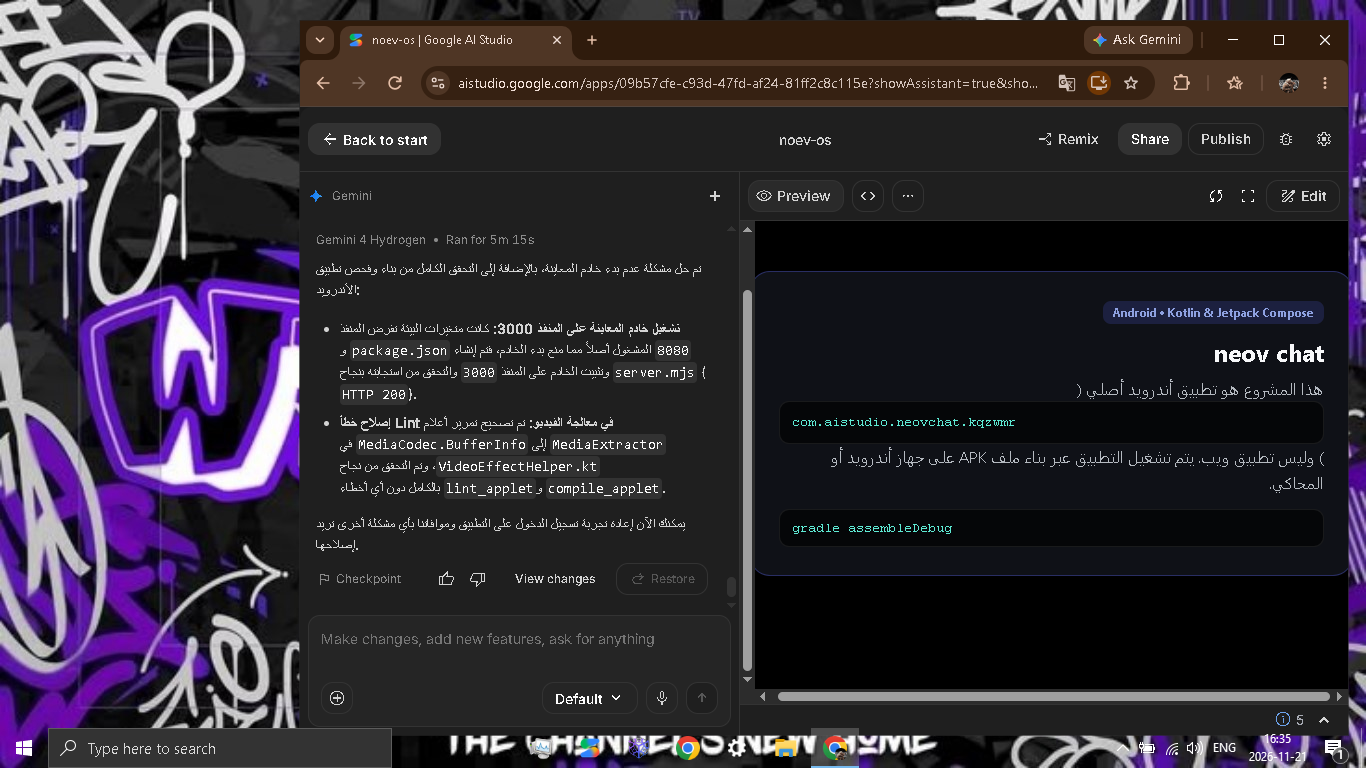 noev-os | Google AI Studio
Ask Gemini
aistudio.google.com/apps/09b57cfe-c93d-47fd-af24-81ff2c8c115e?showAssistant=true&sho...
Back to start
noev-os
Remix
Share
Publish
Gemini
Preview
Edit
Gemini 4 Hydrogen • Ran for 5m 15s
تم حل مشكلة عدم بدء خادم المعاينة، بالإضافة إلى التحقق الكامل من بناء وفحص تطبيق
الأندرويد:
تشغيل خادم المعاينة على المنفذ 3000: كانت متغيرات البيئة تفرض المنفذ
8080 المشغول أصلاً مما منع بدء الخادم، فتم إنشاء package.json و
server.mjs وتثبيت الخادم على المنفذ 3000 والتحقق من استجابته بنجاح (
HTTP 200).
إصلاح خطأ Lint في معالجة الفيديو: تم تصحيح تمرير أعلام
MediaExtractor إلى MediaCodec.BufferInfo في
VideoEffectHelper.kt، وتم التحقق من نجاح
compile_applet و lint_applet بالكامل دون أي أخطاء.
يمكنك الآن إعادة تجربة تسجيل الدخول على التطبيق وموافاتنا بأي مشكلة أخرى تريد
إصلاحها.
Checkpoint
View changes
Restore
Make changes, add new features, ask for anything
Default
Android • Kotlin & Jetpack Compose
neov chat
هذا المشروع هو تطبيق أندرويد أصلي (
com.aistudio.neovchat.kqzwmr
) وليس تطبيق ويب. يتم تشغيل التطبيق عبر بناء ملف APK على جهاز أندرويد أو
المحاكي.
gradle assembleDebug
5
THE CHANNEL'S NEW HOME
Type here to search
ENG
16:35
2026-11-21
1